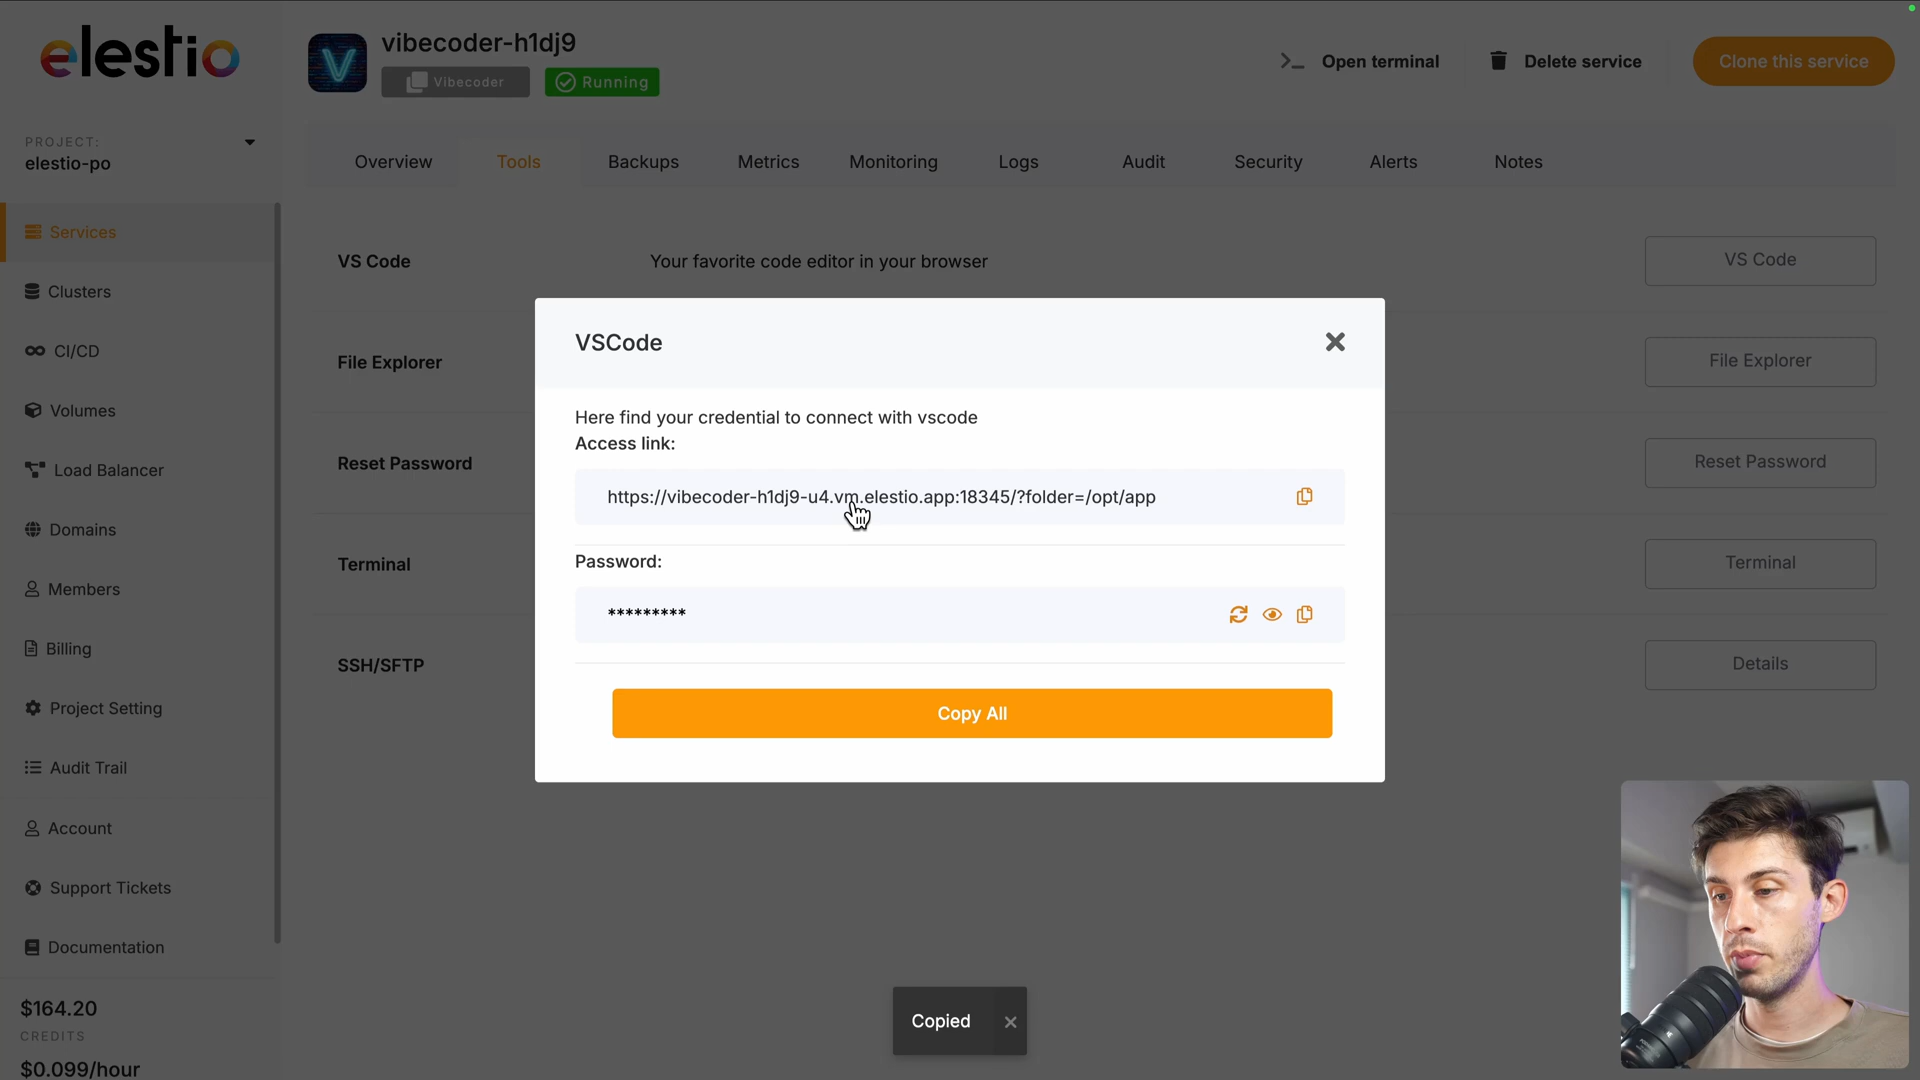 elestio
vibecoder-h1dj9
Vibecoder
Running
Open terminal
Delete service
Clone this service
PROJECT:
elestio-po
Overview
Tools
Backups
Metrics
Monitoring
Logs
Audit
Security
Alerts
Notes
Services
Clusters
CI/CD
Volumes
Load Balancer
Domains
Members
Billing
Project Setting
Audit Trail
Account
Support Tickets
Documentation
$164.20
CREDITS
$0.099/hour
VS Code
Your favorite code editor in your browser
VS Code
File Explorer
File Explorer
Reset Password
Reset Password
Terminal
Terminal
SSH/SFTP
Details
VSCode
Here find your credential to connect with vscode
Access link:
https://vibecoder-h1dj9-u4.vm.elestio.app:18345/?folder=/opt/app
Password:
*********
Copy All
Copied